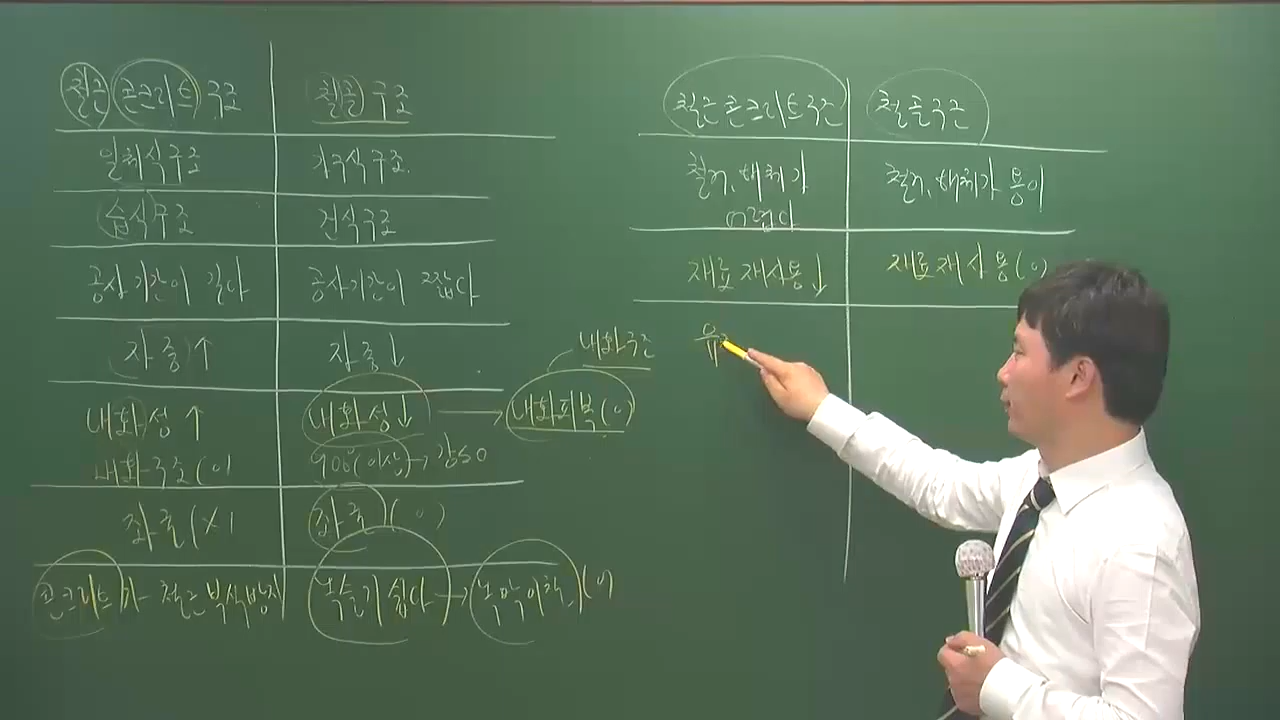 철근 콘크리트 구조 철골 구조
일체식구조 가구식구조.
습식구조 건식구조
공사기간이 길다 공사기간이 짧다
자중↑ 자중↓
내화구조
내화성↑ 내화성↓ → 내화피복(O)
내화구조(O) 900°(이상)→ 강도0
좌굴(X) 좌굴(O)
콘크리트가 철근부식방지 녹슬기 쉽다 → 녹막이칠(O)
철근콘크리트구조 철골구조
철거, 해체가 철거, 해체가 용이
어렵다
재료재사용↓ 재료재사용(O)